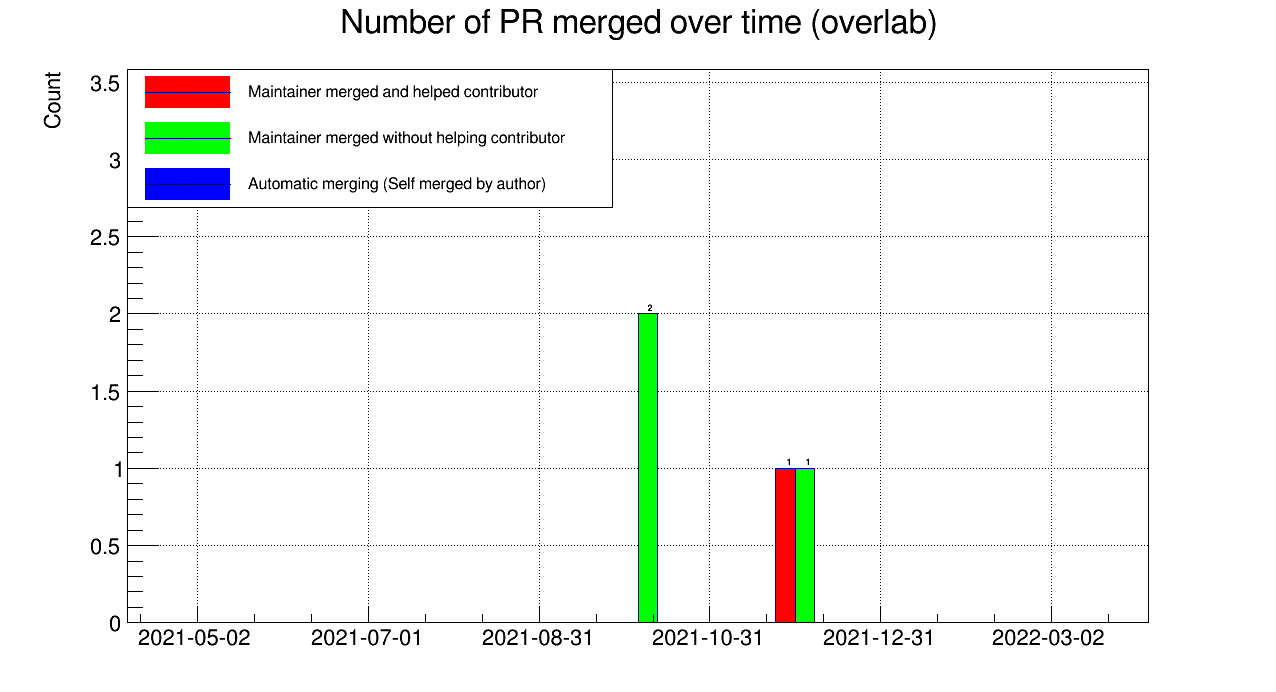 Number of PR merged over time (overlab)
Count
3.5
3
2.5
2
1.5
1
0.5
0
Maintainer merged and helped contributor
Maintainer merged without helping contributor
Automatic merging (Self merged by author)
2
1 1
2021-05-02 2021-07-01 2021-08-31 2021-10-31 2021-12-31 2022-03-02